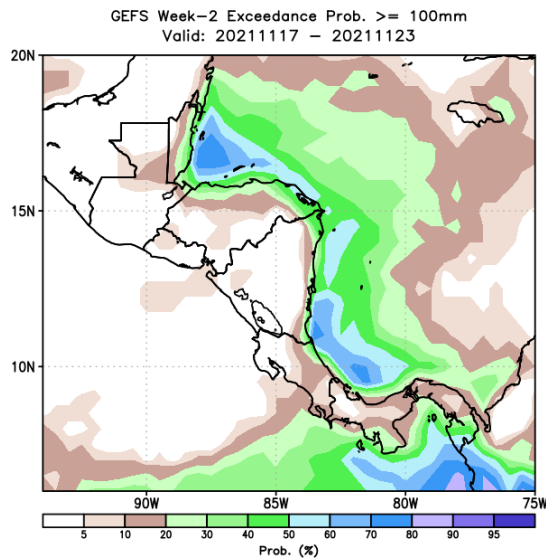 GEFS Week-2 Exceedance Prob. >= 100mm
Valid: 20211117 - 20211123
20N
15N
10N
90W 85W 80W 75W
5 10 20 30 40 50 60 70 80 90 95
Prob. (%)